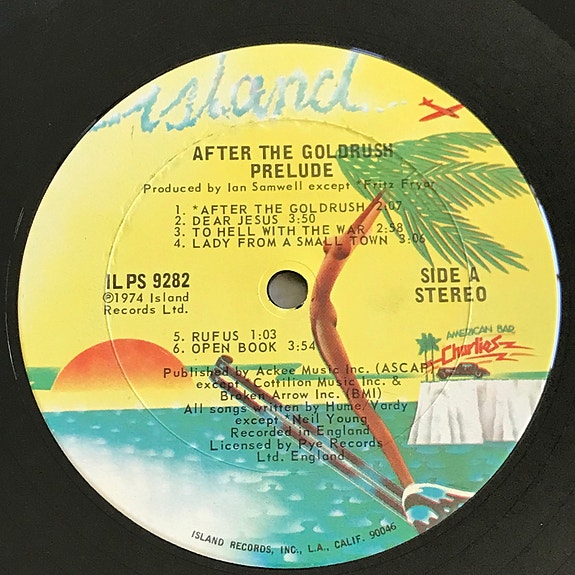 island
AFTER THE GOLDRUSH
PRELUDE
Produced by Ian Samwell except *Fritz Fryer
1. *AFTER THE GOLDRUSH 2:07
2. DEAR JESUS 3:50
3. TO HELL WITH THE WAR 2:58
4. LADY FROM A SMALL TOWN 3:06
ILPS 9282
℗1974 Island
Records Ltd.
SIDE A
STEREO
AMERICAN BAR
Charlies
5. RUFUS 1:03
6. OPEN BOOK 3:54
Published by Ackee Music Inc. (ASCAP)
except *Cotillion Music Inc. &
Broken Arrow Inc. (BMI)
All songs written by Hume/Vardy
except *Neil Young
Recorded in England
Licensed by Pye Records
Ltd. England
ISLAND RECORDS, INC., L.A., CALIF. 90046